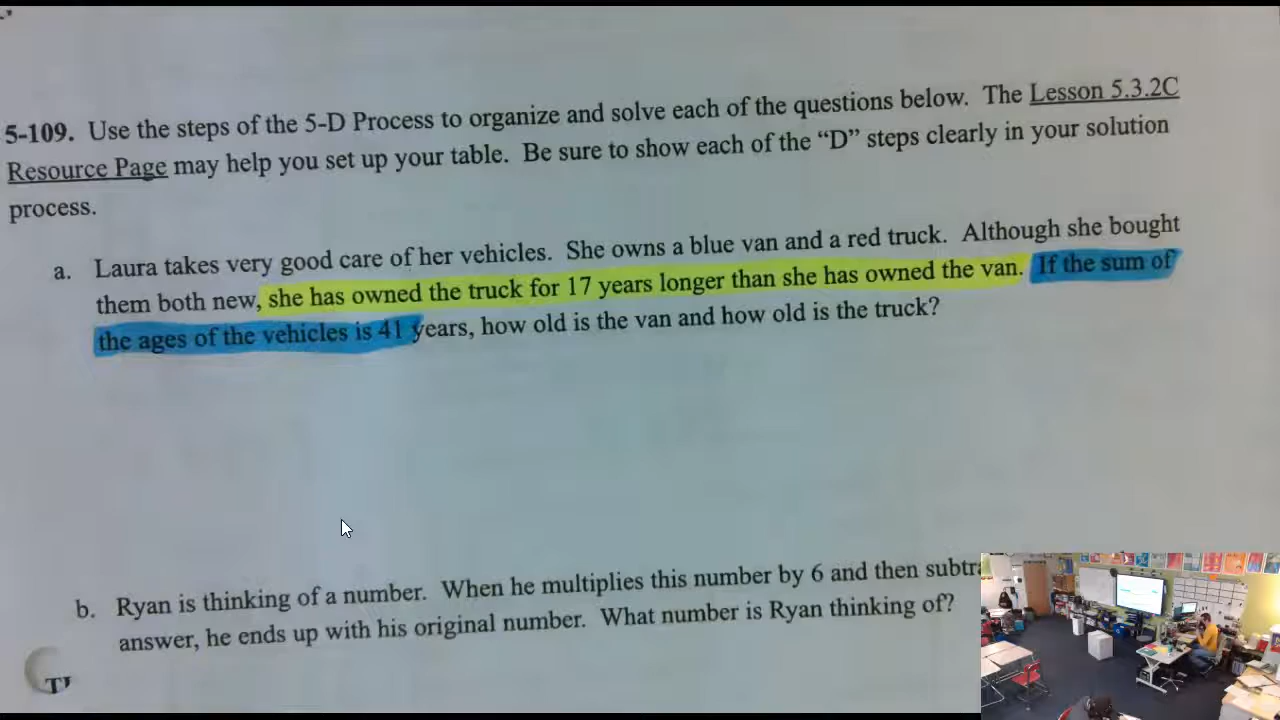 5-109. Use the steps of the 5-D Process to organize and solve each of the questions below. The Lesson 5.3.2C
Resource Page may help you set up your table. Be sure to show each of the “D” steps clearly in your solution
process.
a. Laura takes very good care of her vehicles. She owns a blue van and a red truck. Although she bought
them both new, she has owned the truck for 17 years longer than she has owned the van. If the sum of
the ages of the vehicles is 41 years, how old is the van and how old is the truck?
b. Ryan is thinking of a number. When he multiplies this number by 6 and then
answer, he ends up with his original number. What number is Ryan thinking of?